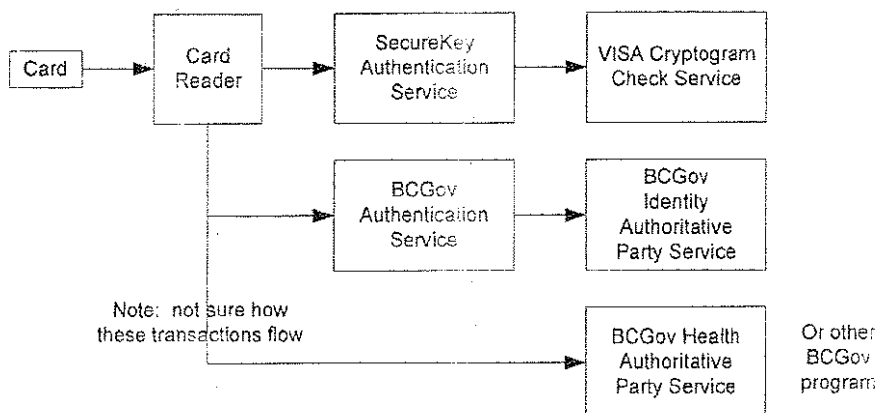 Card
Card
Reader
SecureKey
Authentication
Service
VISA Cryptogram
Check Service
BCGov
Authentication
Service
BCGov
Identity
Authoritative
Party Service
Note: not sure how
these transactions flow
BCGov Health
Authoritative
Party Service
Or other
BCGov
program